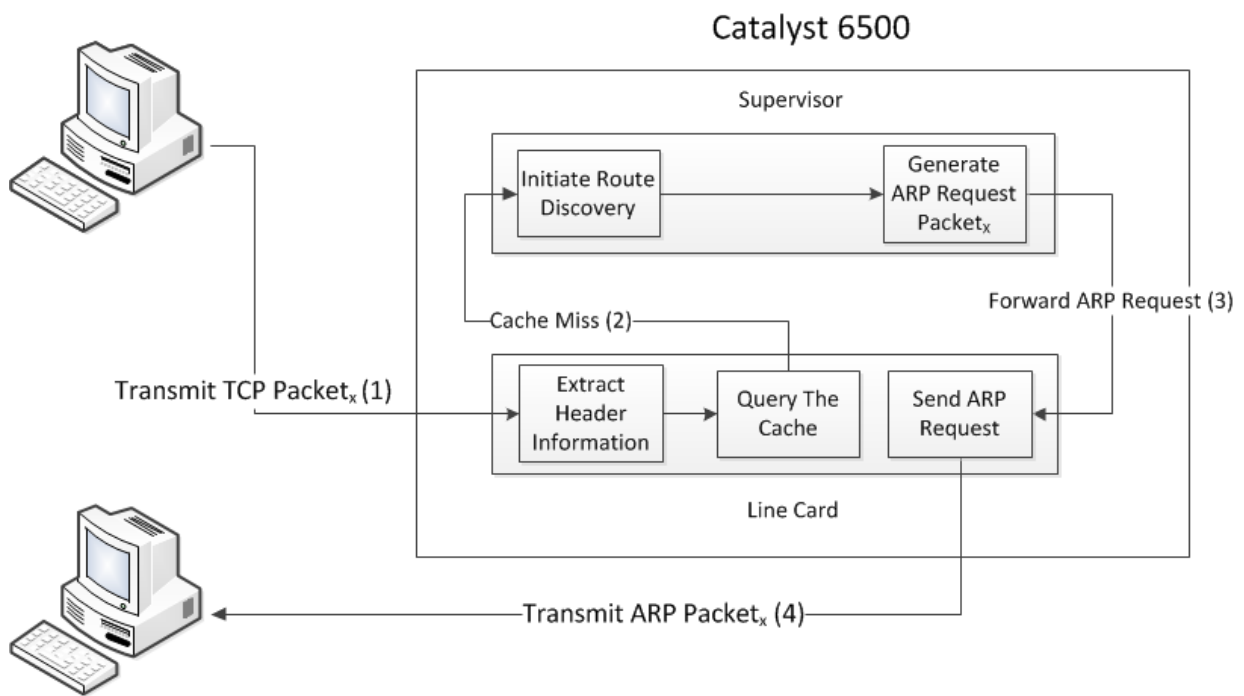 Catalyst 6500
Supervisor
Initiate Route
Discovery
Generate
ARP Request
Packetₓ
Forward ARP Request (3)
Cache Miss (2)
Transmit TCP Packetₓ (1)
Extract
Header
Information
Query The
Cache
Send ARP
Request
Line Card
Transmit ARP Packetₓ (4)